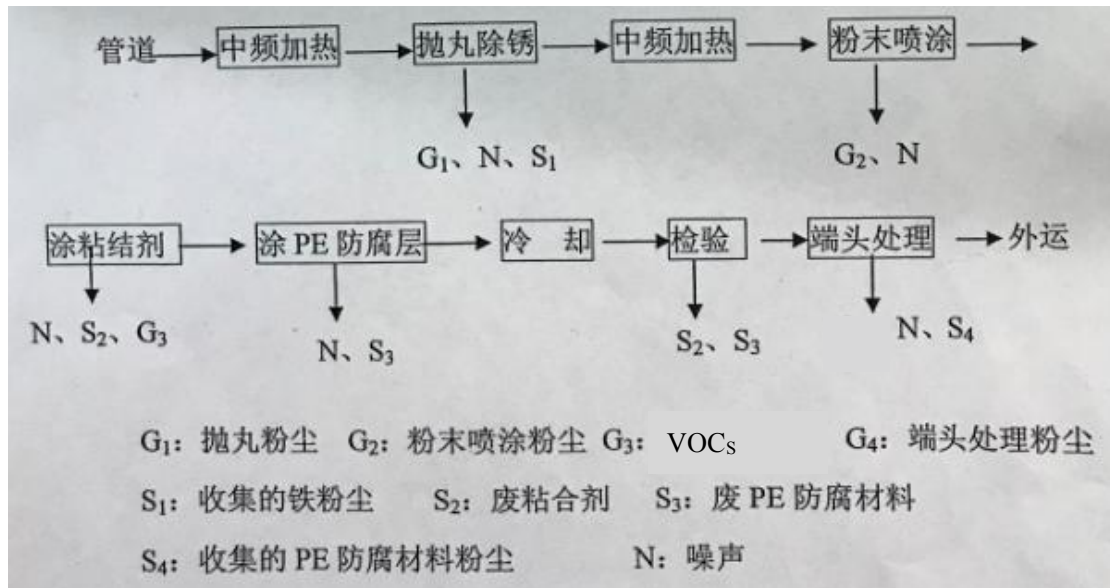 管道 中频加热 抛丸除锈 中频加热 粉末喷涂
G₁、N、S₁ G₂、N
涂粘结剂 涂PE防腐层 冷 却 检验 端头处理 外运
N、S₂、G₃ N、S₃ S₂、S₃ N、S₄
G₁：抛丸粉尘 G₂：粉末喷涂粉尘 G₃： VOCs G₄：端头处理粉尘
S₁：收集的铁粉尘 S₂：废粘合剂 S₃：废PE防腐材料
S₄：收集的PE防腐材料粉尘 N：噪声